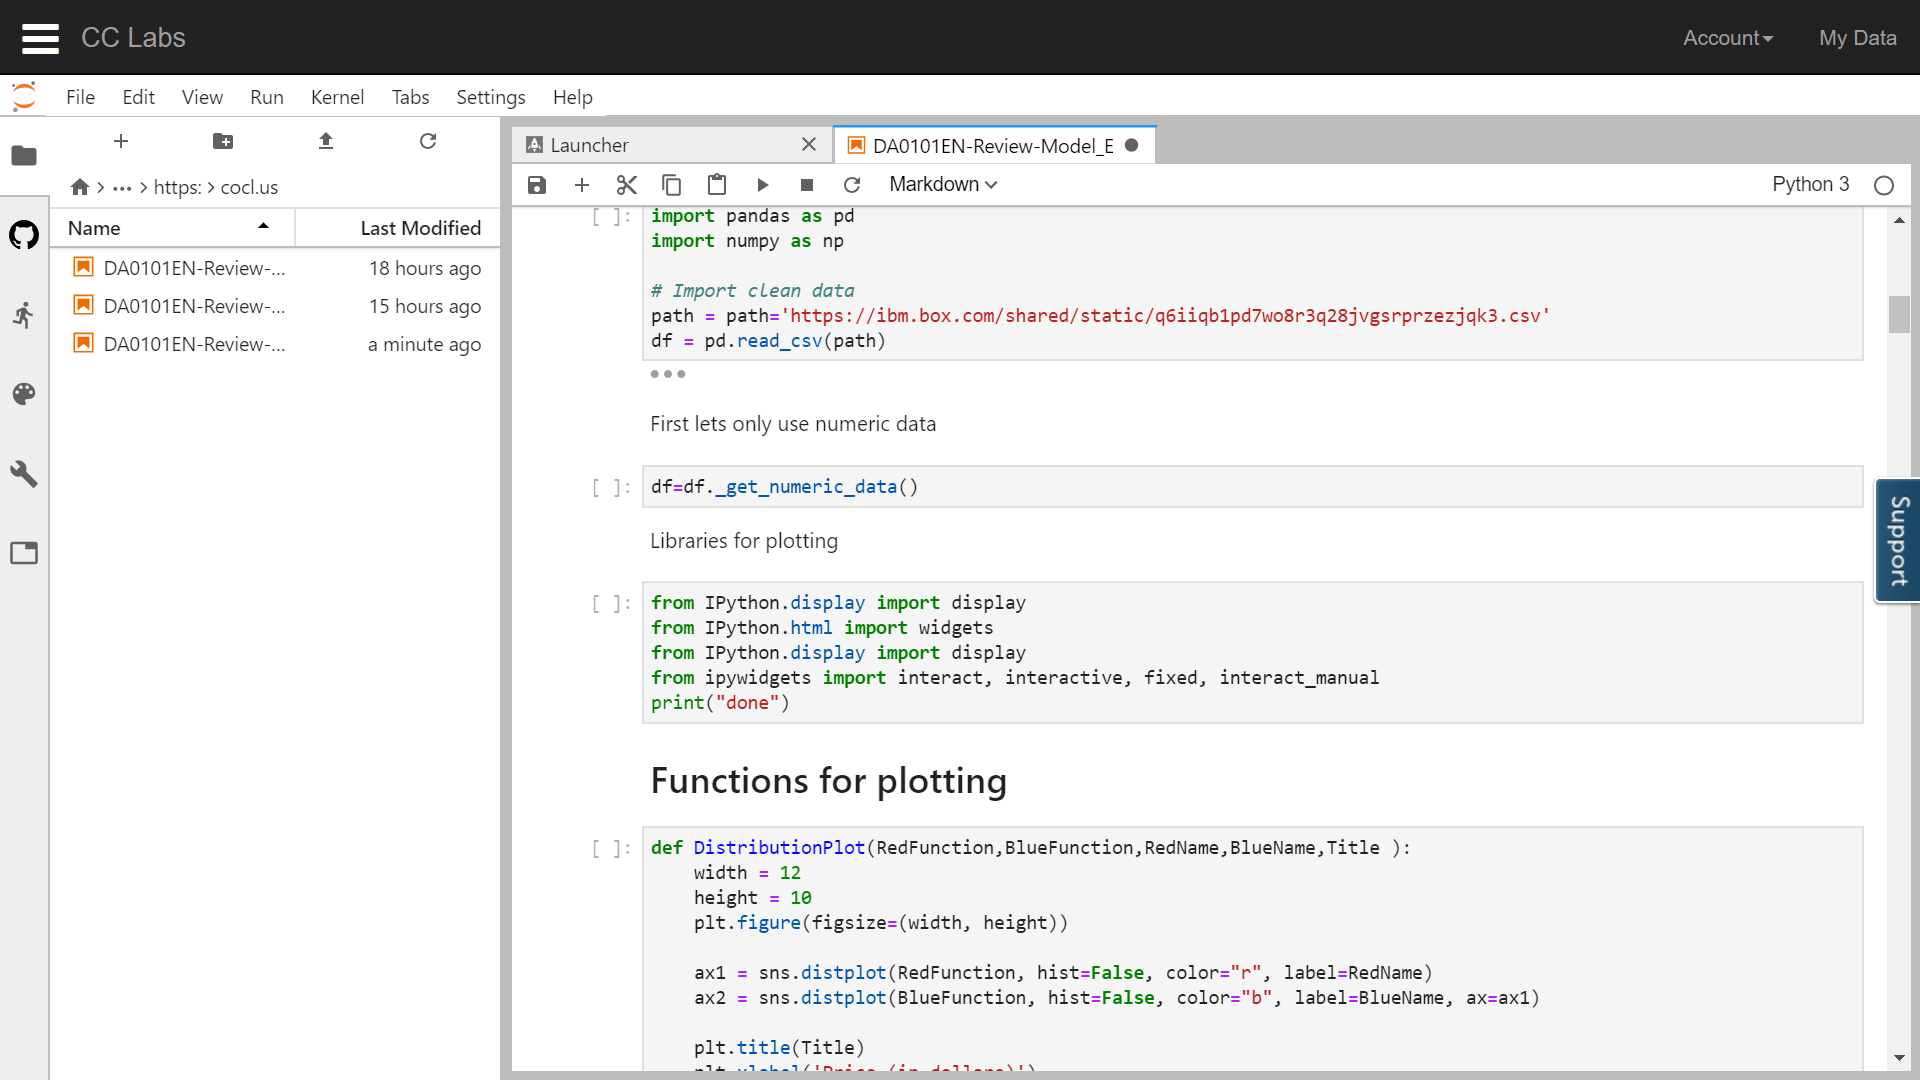 CC Labs
Account
My Data
File Edit View Run Kernel Tabs Settings Help
Launcher
DA0101EN-Review-Model_E
… > https: > cocl.us
Markdown
Python 3
Name
Last Modified
DA0101EN-Review-... 18 hours ago
DA0101EN-Review-... 15 hours ago
DA0101EN-Review-... a minute ago
[ ]:
import pandas as pd
import numpy as np
# Import clean data
path = path='https://ibm.box.com/shared/static/q6iiqb1pd7wo8r3q28jvgsrprzezjqk3.csv'
df = pd.read_csv(path)
First lets only use numeric data
[ ]:
df=df._get_numeric_data()
Libraries for plotting
[ ]:
from IPython.display import display
from IPython.html import widgets
from IPython.display import display
from ipywidgets import interact, interactive, fixed, interact_manual
print("done")
Functions for plotting
[ ]:
def DistributionPlot(RedFunction,BlueFunction,RedName,BlueName,Title ):
width = 12
height = 10
plt.figure(figsize=(width, height))
ax1 = sns.distplot(RedFunction, hist=False, color="r", label=RedName)
ax2 = sns.distplot(BlueFunction, hist=False, color="b", label=BlueName, ax=ax1)
plt.title(Title)
plt.xlabel('Price (in dollars)')
Support